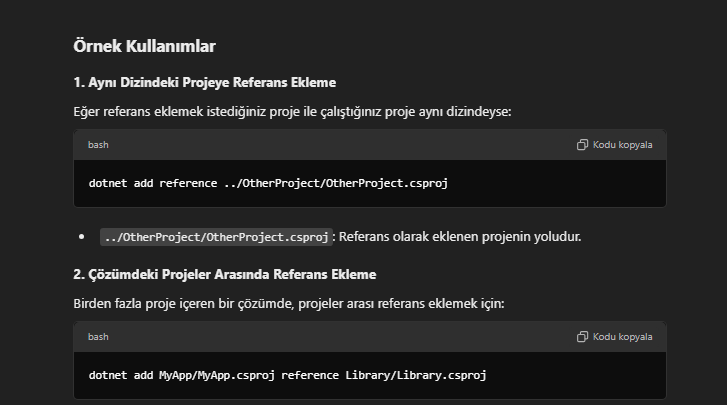 Örnek Kullanımlar
1. Aynı Dizindeki Projeye Referans Ekleme
Eğer referans eklemek istediğiniz proje ile çalıştığınız proje aynı dizindeyse:
bash
Kodu kopyala
dotnet add reference ../OtherProject/OtherProject.csproj
• ../OtherProject/OtherProject.csproj: Referans olarak eklenen projenin yoludur.
2. Çözümdeki Projeler Arasında Referans Ekleme
Birden fazla proje içeren bir çözümde, projeler arası referans eklemek için:
bash
Kodu kopyala
dotnet add MyApp/MyApp.csproj reference Library/Library.csproj